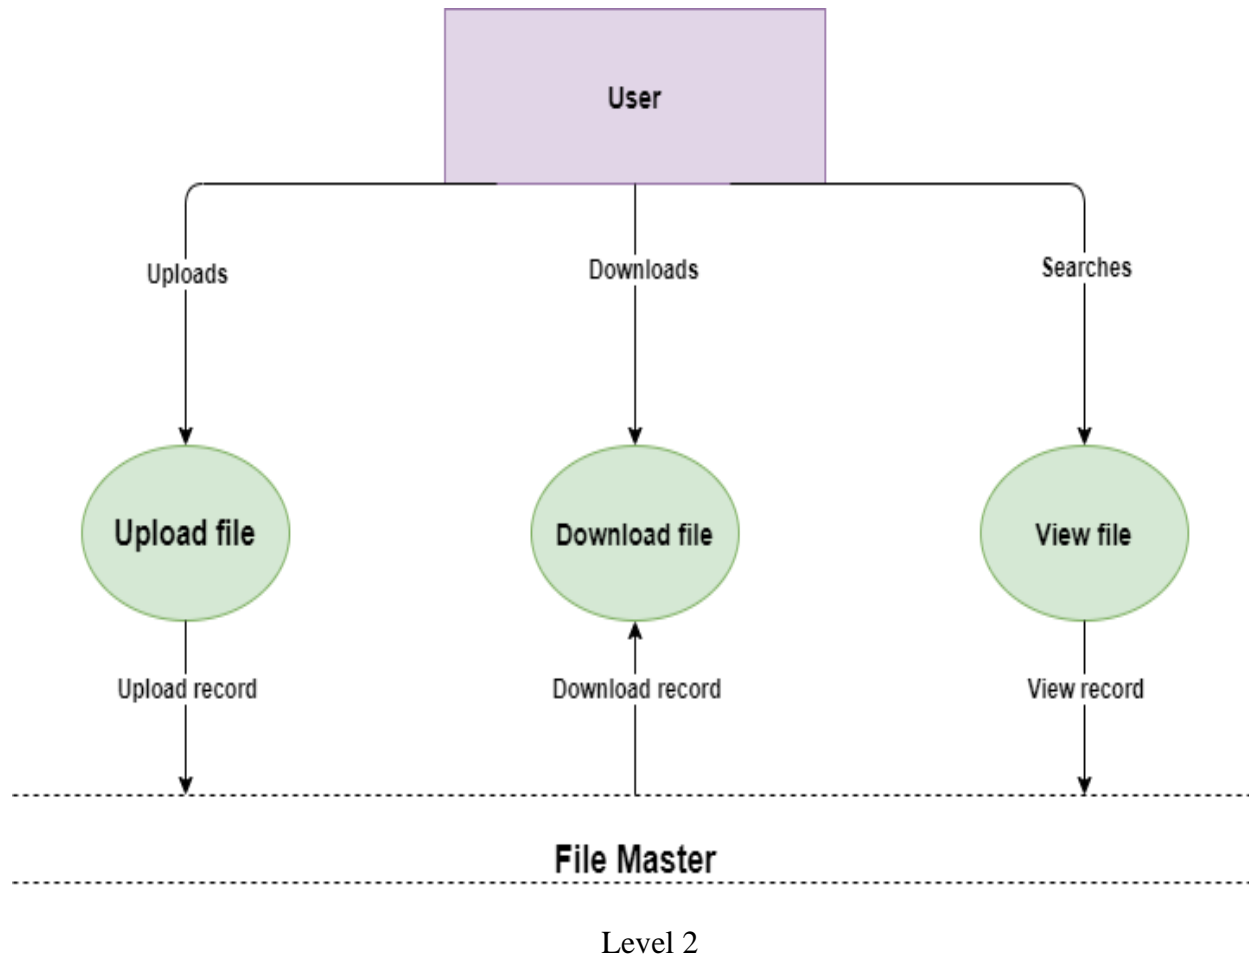 User
Uploads
Downloads
Searches
Upload file
Download file
View file
Upload record
Download record
View record
File Master
Level 2